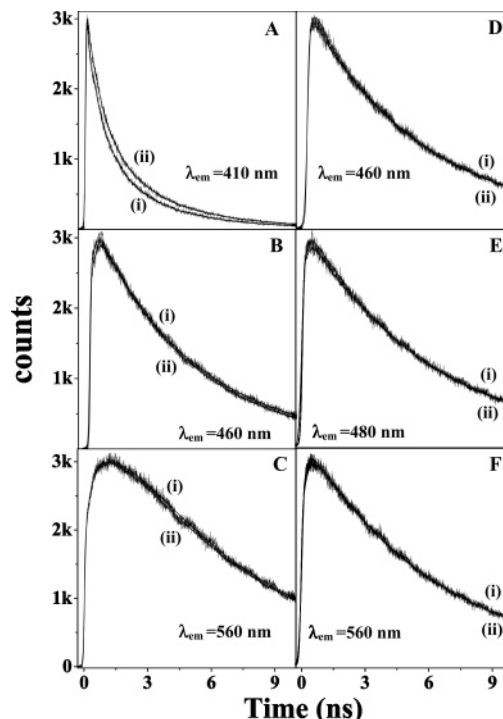 3k
2k
1k
A
(ii)
(i)
λem =410 nm
D
(i)
(ii)
λem =460 nm
counts
3k
2k
1k
B
(i)
(ii)
λem =460 nm
E
(i)
(ii)
λem =480 nm
3k
2k
1k
0
C
(i)
(ii)
λem =560 nm
F
(i)
(ii)
λem =560 nm
0 3 6 9 0 3 6 9
Time (ns)